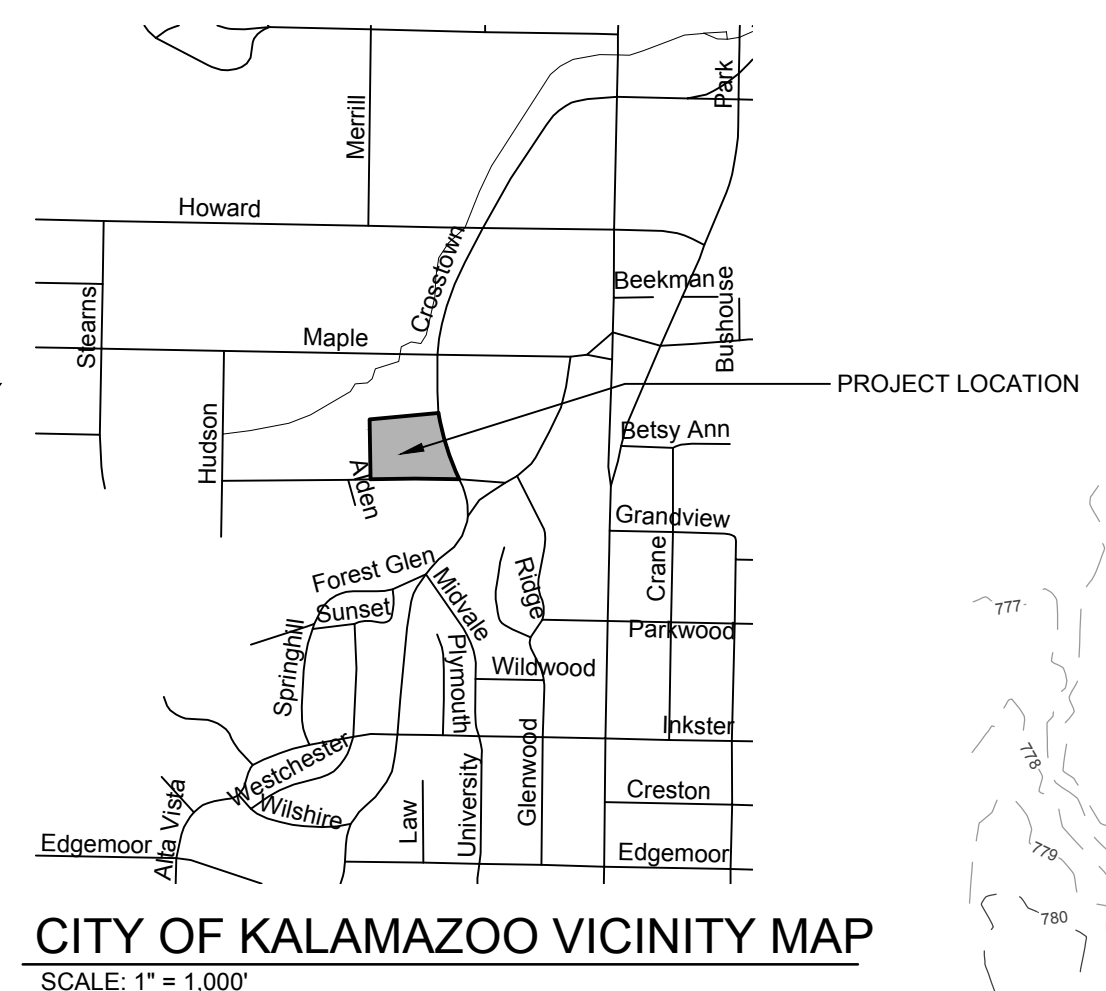 Park
Merrill
Howard
Crosstown
Beekman
Bushouse
Stearns
Maple
PROJECT LOCATION
Hudson
Betsy Ann
Alden
Grandview
Crane
Forest Glen
Midvale
Ridge
777
Sunset
Parkwood
Springhill
Plymouth
Wildwood
Inkster
778
Westchester
Glenwood
University
Creston
Alta Vista
Wilshire
Law
Edgemoor
Edgemoor
779
780
CITY OF KALAMAZOO VICINITY MAP
SCALE: 1" = 1,000'